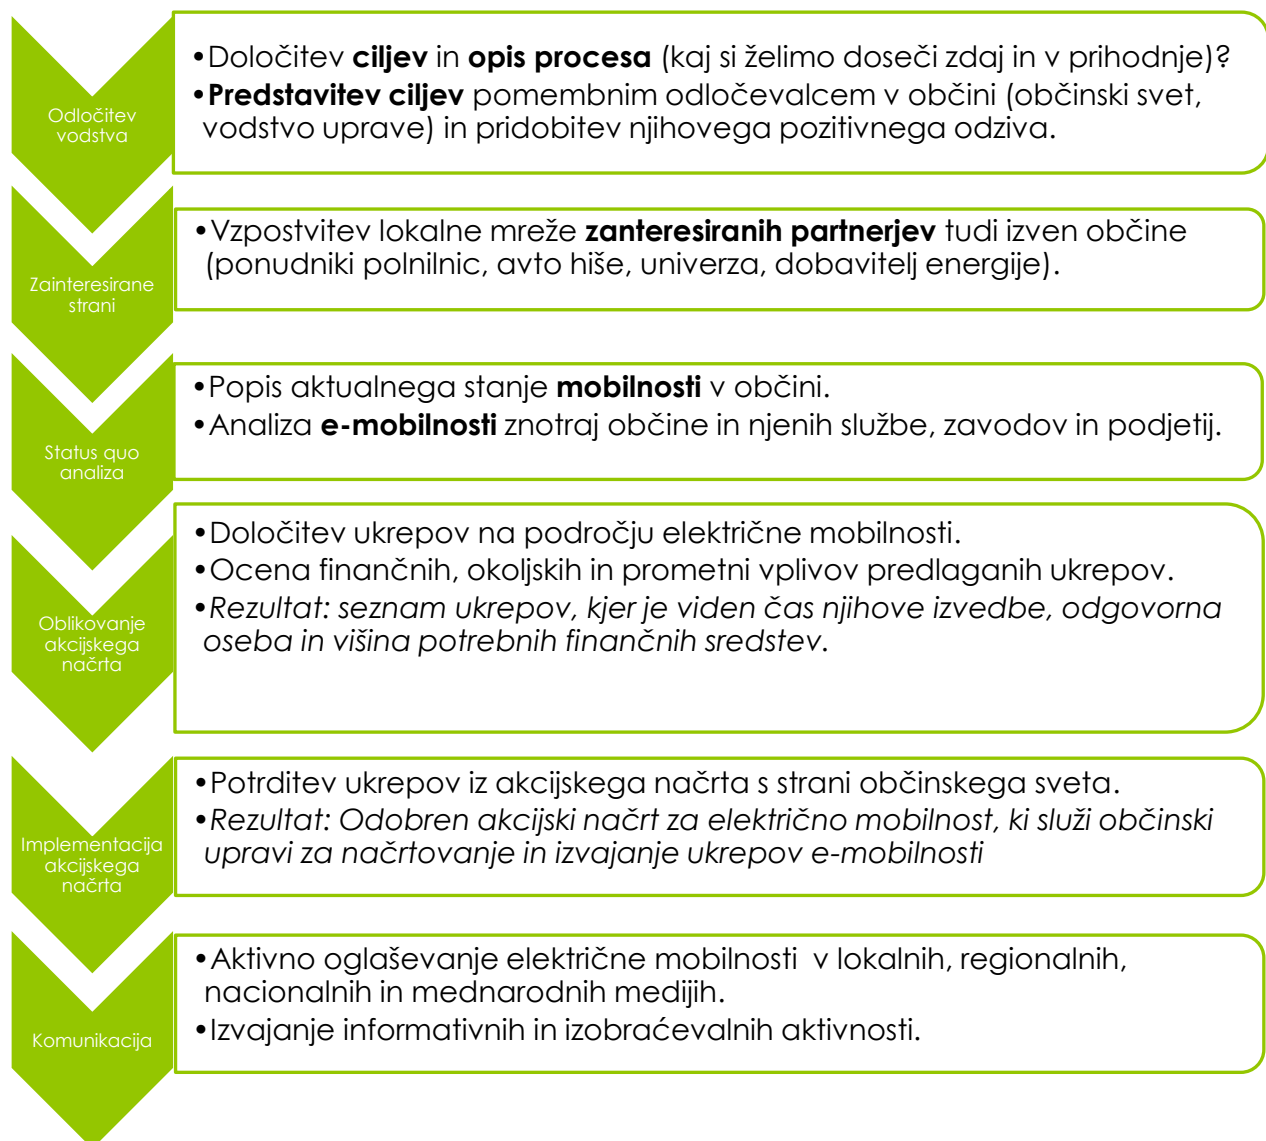 Odločitev
vodstva
•Določitev ciljev in opis procesa (kaj si želimo doseči zdaj in v prihodnje)?
•Predstavitev ciljev pomembnim odločevalcem v občini (občinski svet,
vodstvo uprave) in pridobitev njihovega pozitivnega odziva.
Zainteresirane
strani
•Vzpostvitev lokalne mreže zanteresiranih partnerjev tudi izven občine
(ponudniki polnilnic, avto hiše, univerza, dobavitelj energije).
Status quo
analiza
•Popis aktualnega stanje mobilnosti v občini.
•Analiza e-mobilnosti znotraj občine in njenih službe, zavodov in podjetij.
Oblikovanje
akcijskega
načrta
•Določitev ukrepov na področju električne mobilnosti.
•Ocena finančnih, okoljskih in prometni vplivov predlaganih ukrepov.
•Rezultat: seznam ukrepov, kjer je viden čas njihove izvedbe, odgovorna
oseba in višina potrebnih finančnih sredstev.
Implementacija
akcijskega
načrta
•Potrditev ukrepov iz akcijskega načrta s strani občinskega sveta.
•Rezultat: Odobren akcijski načrt za električno mobilnost, ki služi občinski
upravi za načrtovanje in izvajanje ukrepov e-mobilnosti
Komunikacija
•Aktivno oglaševanje električne mobilnosti  v lokalnih, regionalnih,
nacionalnih in mednarodnih medijih.
•Izvajanje informativnih in izobraćevalnih aktivnosti.